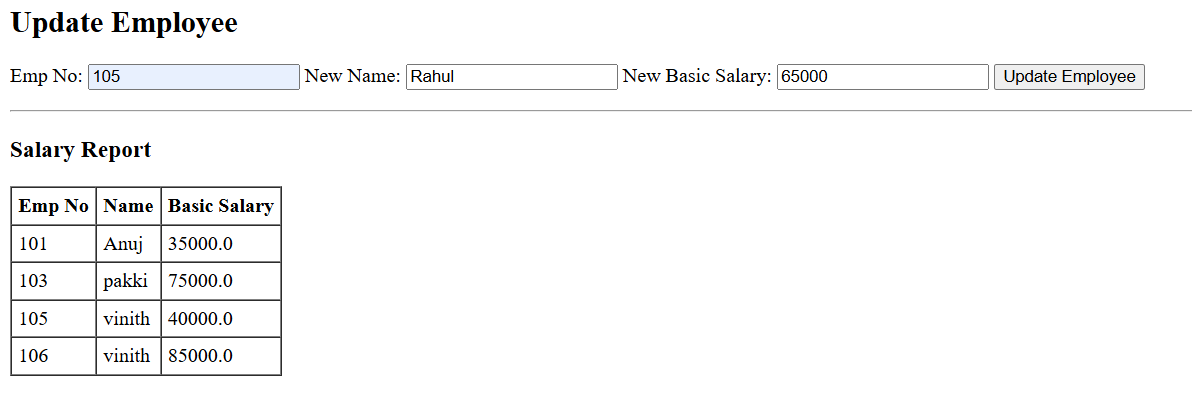 Update Employee
Emp No: 105 New Name: Rahul New Basic Salary: 65000 Update Employee
Salary Report
Emp No Name Basic Salary
101 Anuj 35000.0
103 pakki 75000.0
105 vinith 40000.0
106 vinith 85000.0